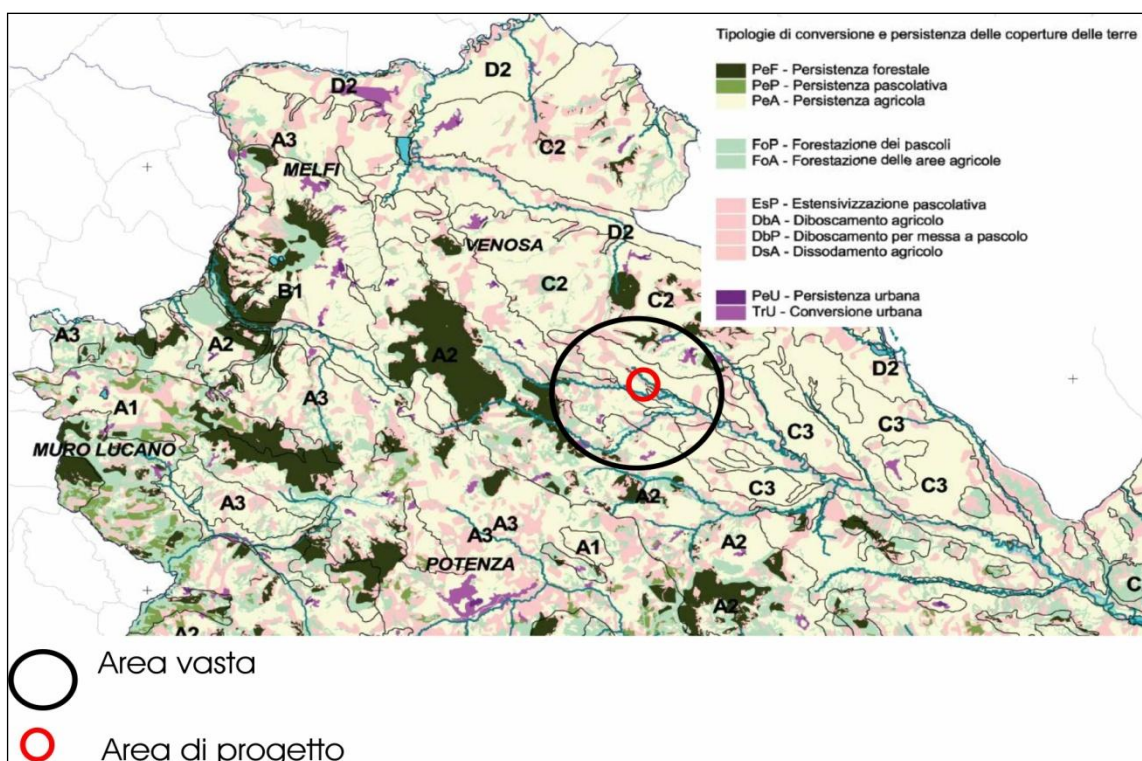 Tipologie di conversione e persistenza delle coperture delle terre
PeF - Persistenza forestale
PeP - Persistenza pascolativa
PeA - Persistenza agricola
FoP - Forestazione dei pascoli
FoA - Forestazione delle aree agricole
EsP - Estensivizzazione pascolativa
DbA - Diboscamento agricolo
DbP - Diboscamento per messa a pascolo
DsA - Dissodamento agricolo
PeU - Persistenza urbana
TrU - Conversione urbana
D2
D2
A3
C2
MELFI
VENOSA
D2
C2
B1
C2
A3
A2
A2
D2
A3
A1
C3
C3
MURO LUCANO
C3
C3
A3
A2
A3
A3
A1
A2
POTENZA
C
A2
A2
Area vasta
Area di progetto